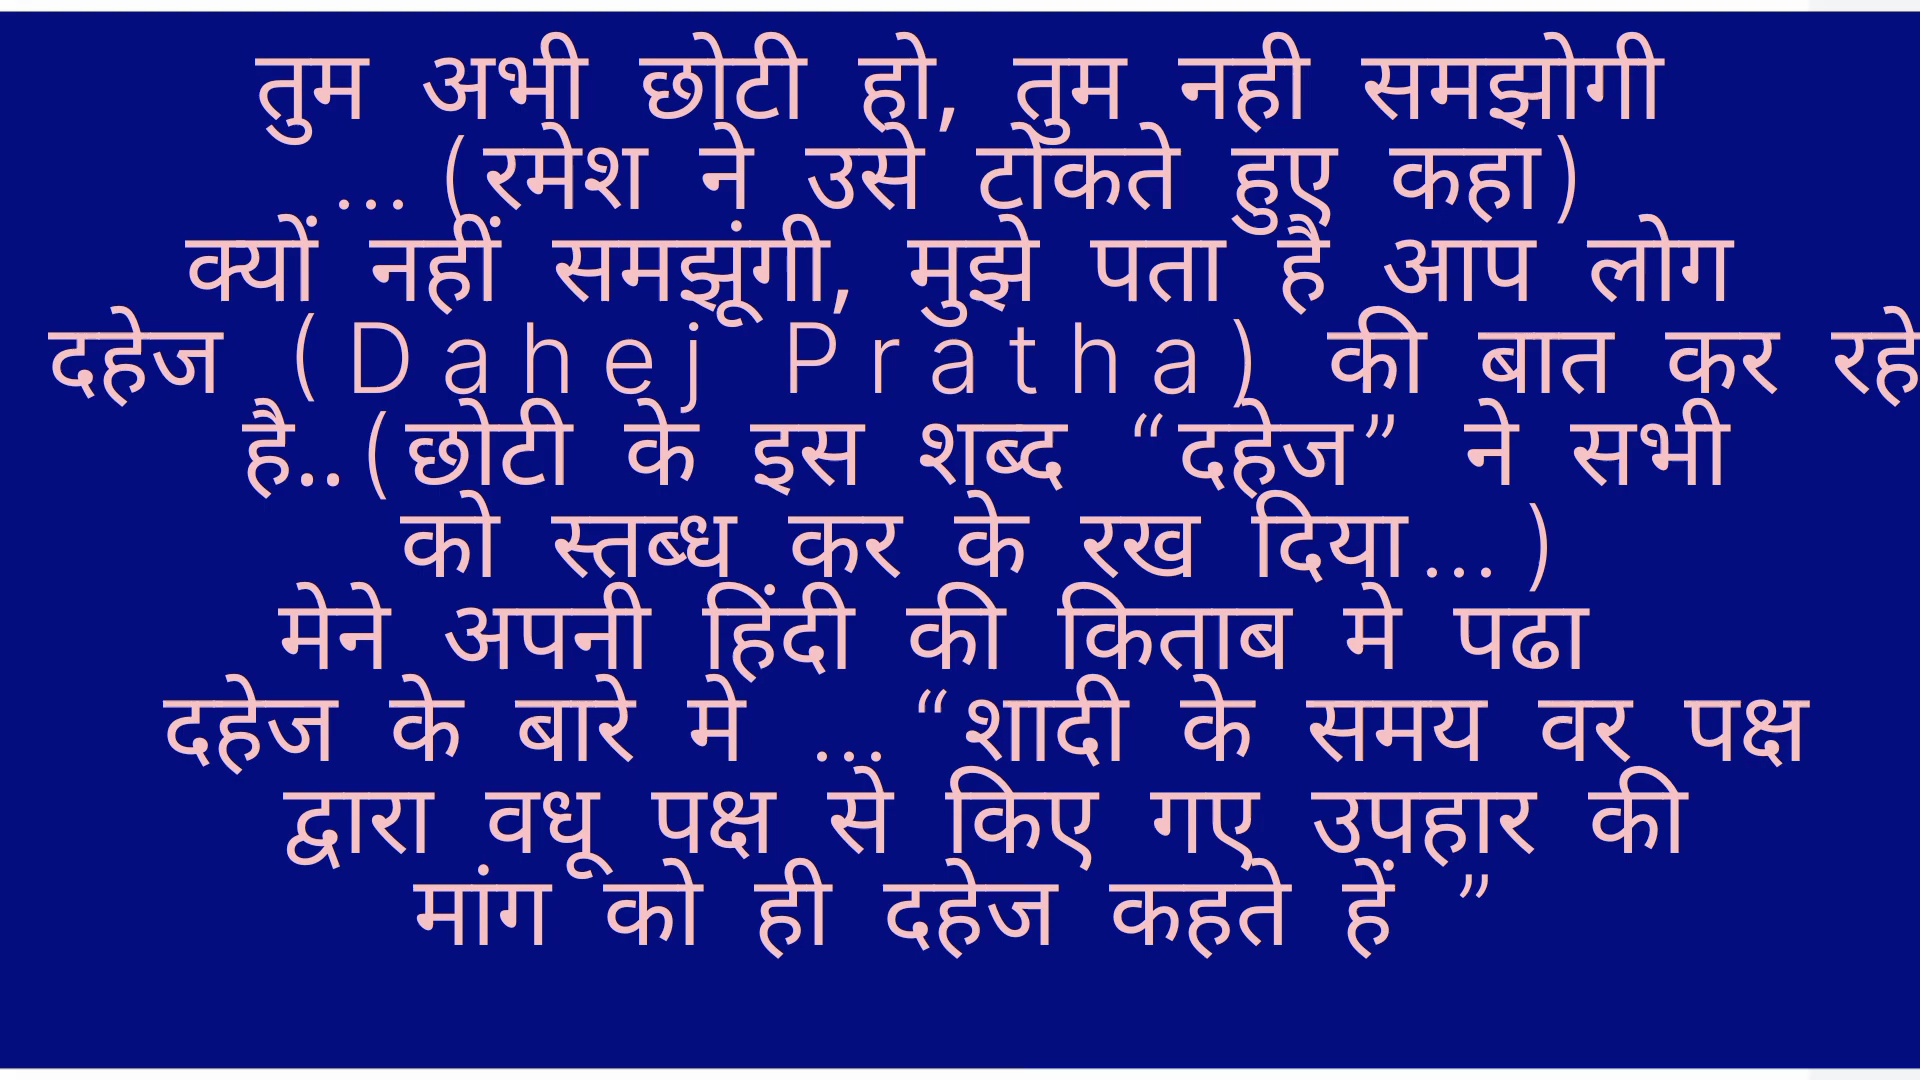 तुम अभी छोटी हो, तुम नही समझोगी
...(रमेश ने उसे टोकते हुए कहा)
क्यों नहीं समझूंगी, मुझे पता है आप लोग
दहेज (Dahej Pratha) की बात कर रहे
है..(छोटी के इस शब्द “दहेज” ने सभी
को स्तब्ध कर के रख दिया...)
मेने अपनी हिंदी की किताब मे पढा
दहेज के बारे मे ... “शादी के समय वर पक्ष
द्वारा वधू पक्ष से किए गए उपहार की
मांग को ही दहेज कहते हें ”